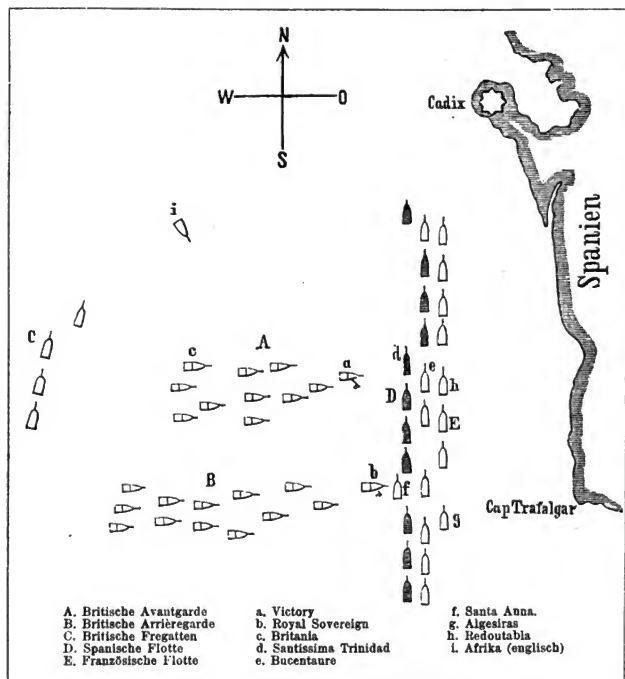 N
W O
S
Cadix
Spanien
i
C
c
A
a
d
e
D
h
E
B
b
f
g
Cap Trafalgar
A. Britische Avantgarde
B. Britische Arrièregarde
C. Britische Fregatten
D. Spanische Flotte
E. Französische Flotte
a. Victory
b. Royal Sovereign
c. Britania
d. Santissima Trinidad
e. Bucentaure
f. Santa Anna.
g. Algesiras
h. Redoutabla
i. Afrika (englisch)